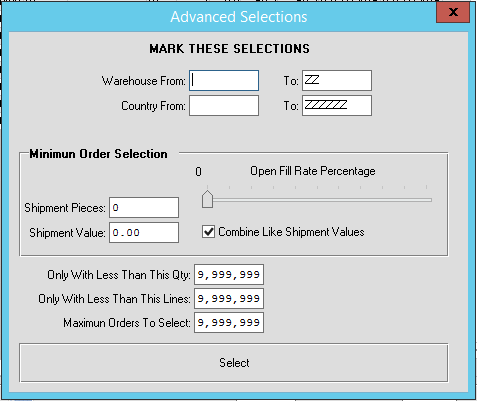 Advanced Selections x
MARK THESE SELECTIONS
Warehouse From: To: ZZ
Country From: To: ZZZZZZ
Minimun Order Selection
0 Open Fill Rate Percentage
Shipment Pieces: 0
Shipment Value: 0.00 Combine Like Shipment Values
Only With Less Than This Qty: 9,999,999
Only With Less Than This Lines: 9,999,999
Maximun Orders To Select: 9,999,999
Select